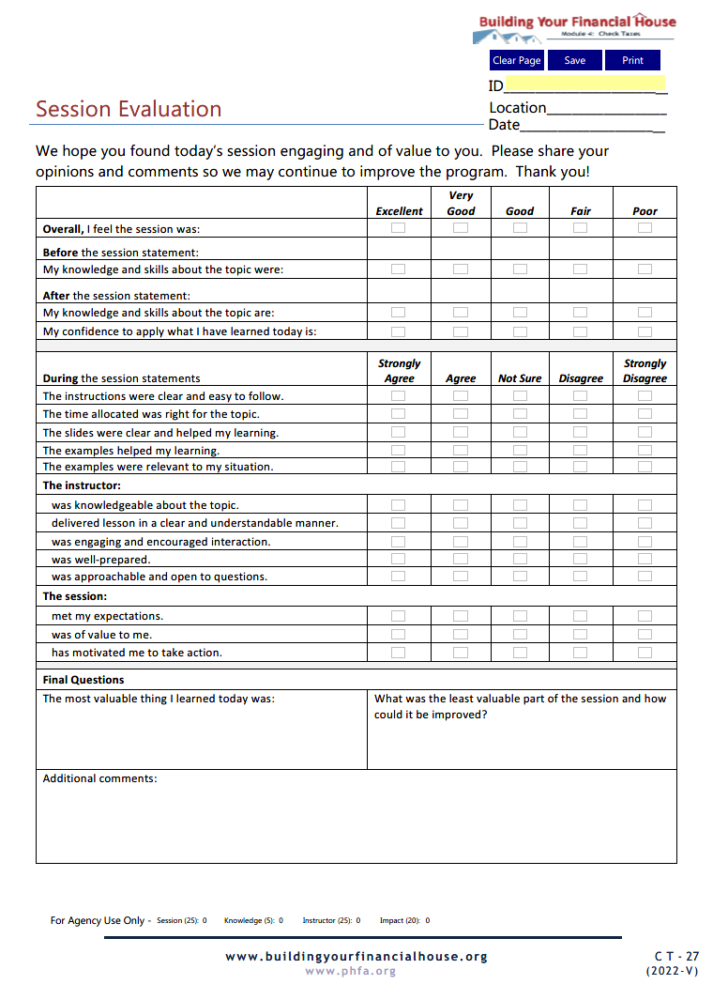 Building Your Financial House
Module 4: Check Taxes
Clear Page Save Print
ID____________________
Location_______________
Date__________________
Session Evaluation
We hope you found today's session engaging and of value to you. Please share your
opinions and comments so we may continue to improve the program. Thank you!
Excellent Very Good Good Fair Poor
Overall, I feel the session was:
Before the session statement:
My knowledge and skills about the topic were:
After the session statement:
My knowledge and skills about the topic are:
My confidence to apply what I have learned today is:
During the session statements Strongly Agree Agree Not Sure Disagree Strongly Disagree
The instructions were clear and easy to follow.
The time allocated was right for the topic.
The slides were clear and helped my learning.
The examples helped my learning.
The examples were relevant to my situation.
The instructor:
was knowledgeable about the topic.
delivered lesson in a clear and understandable manner.
was engaging and encouraged interaction.
was well-prepared.
was approachable and open to questions.
The session:
met my expectations.
was of value to me.
has motivated me to take action.
Final Questions
The most valuable thing I learned today was:
What was the least valuable part of the session and how
could it be improved?
Additional comments:
For Agency Use Only - Session (25): 0 Knowledge (5): 0 Instructor (25): 0 Impact (20): 0
www.buildingyourfinancialhouse.org
www.phfa.org
CT - 27
(2022-V)